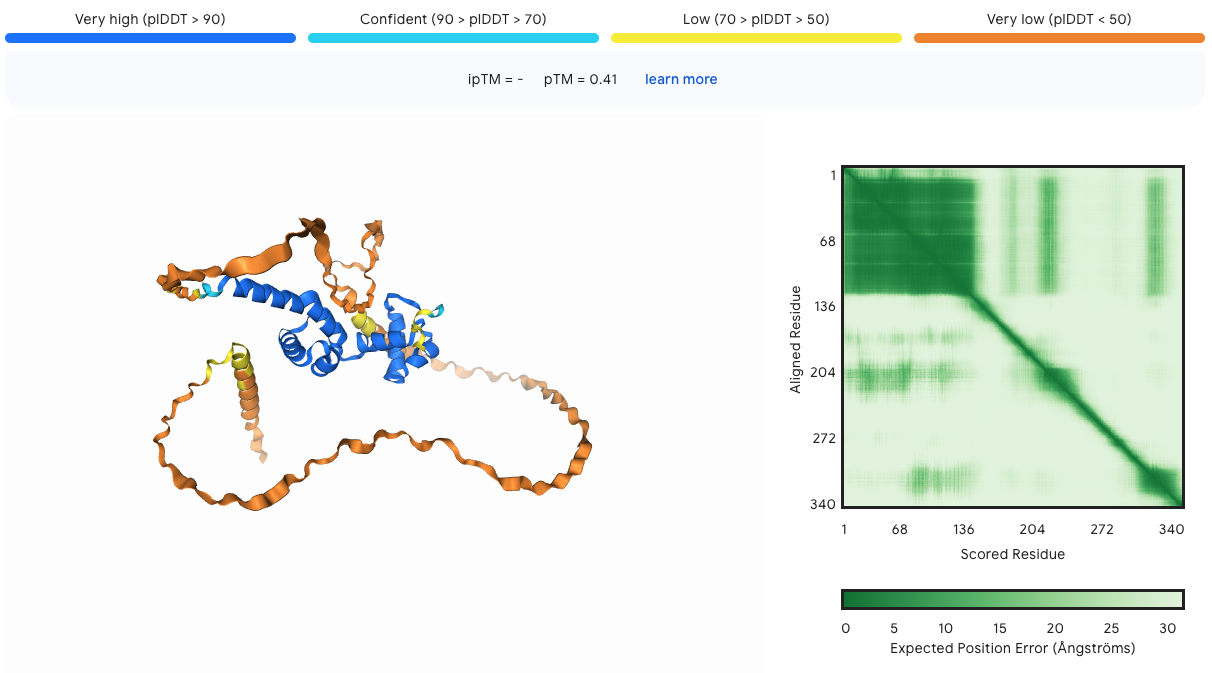 Very high (plDDT > 90)
Confident (90 > plDDT > 70)
Low (70 > plDDT > 50)
Very low (plDDT < 50)
ipTM = - pTM = 0.41 learn more
1
68
136
204
272
340
Aligned Residue
1 68 136 204 272 340
Scored Residue
0 5 10 15 20 25 30
Expected Position Error (Ångströms)